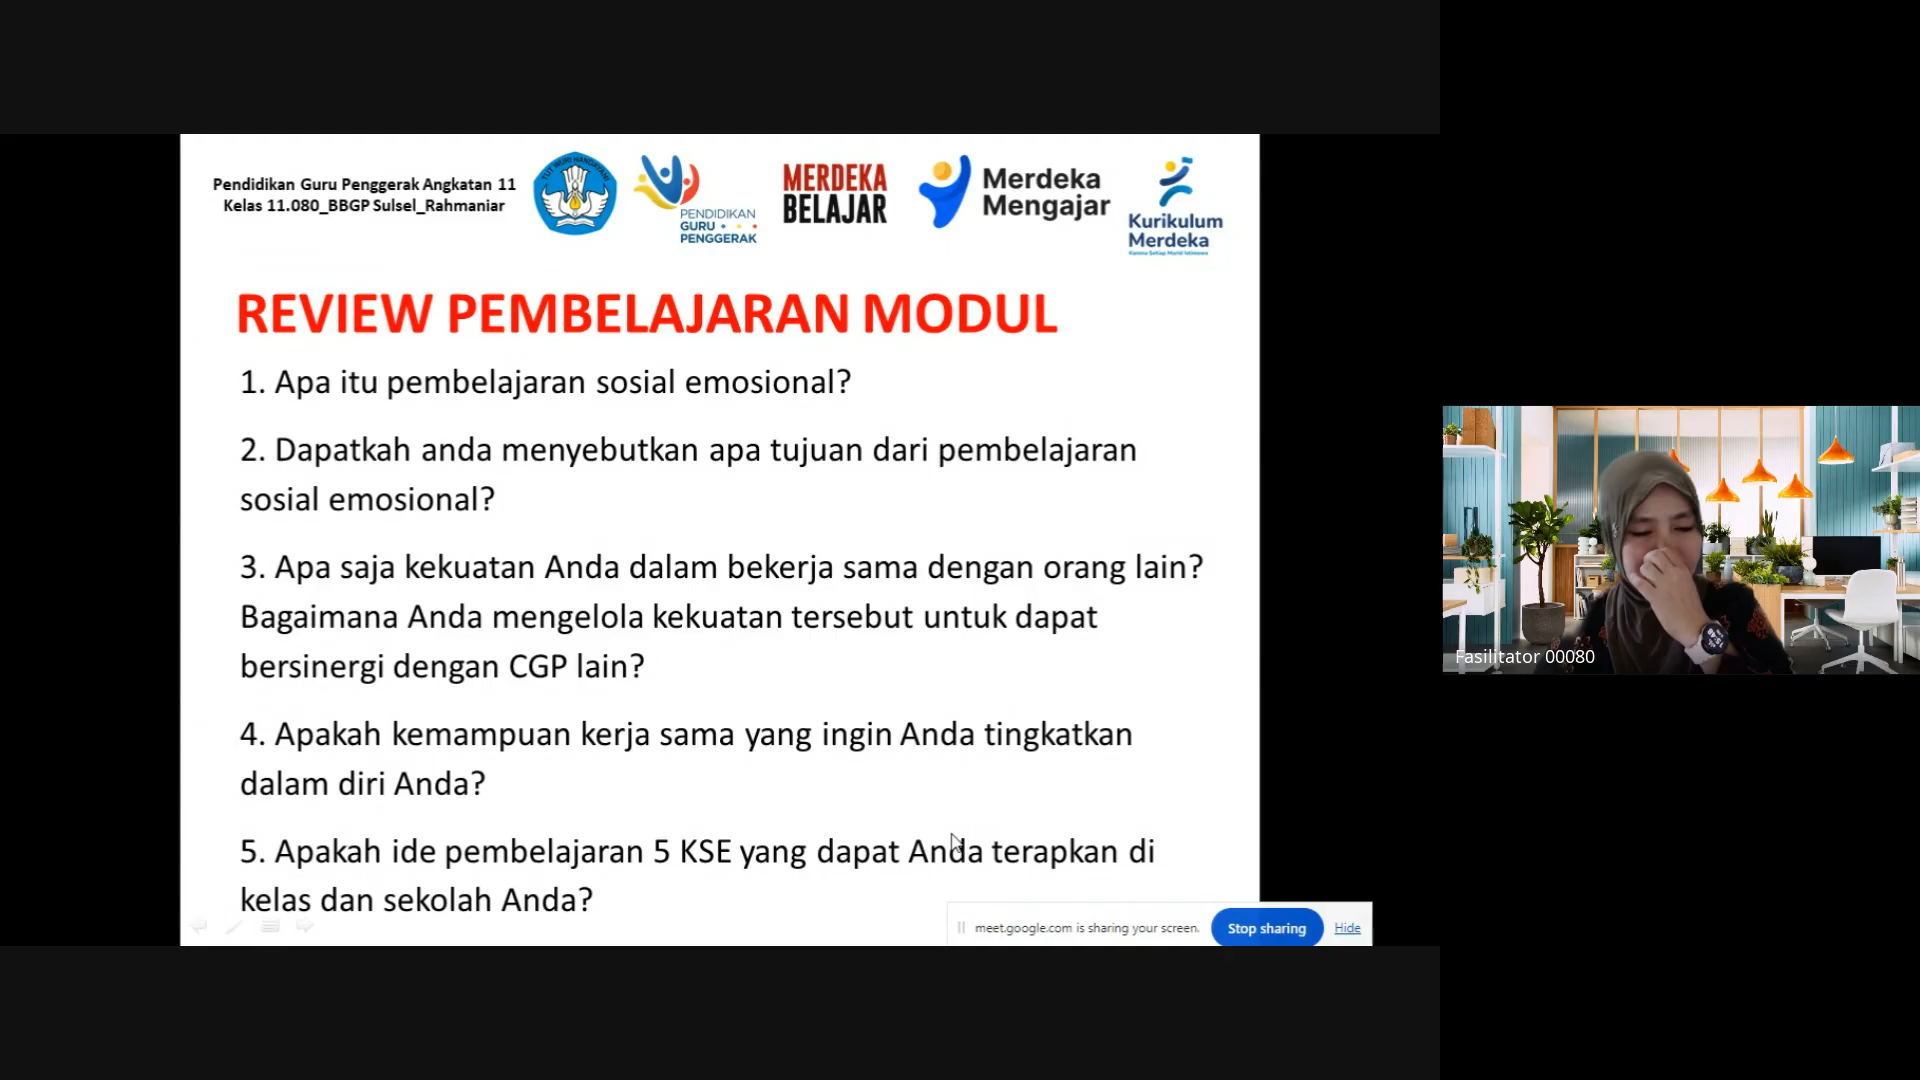 Pendidikan Guru Penggerak Angkatan 11
Kelas 11.080_BBGP Sulsel_Rahmaniar
TUT WURI HANDAYANI
PENDIDIKAN
GURU
PENGGERAK
MERDEKA
BELAJAR
Merdeka
Mengajar
Kurikulum
Merdeka
REVIEW PEMBELAJARAN MODUL
1. Apa itu pembelajaran sosial emosional?
2. Dapatkah anda menyebutkan apa tujuan dari pembelajaran
sosial emosional?
3. Apa saja kekuatan Anda dalam bekerja sama dengan orang lain?
Bagaimana Anda mengelola kekuatan tersebut untuk dapat
bersinergi dengan CGP lain?
4. Apakah kemampuan kerja sama yang ingin Anda tingkatkan
dalam diri Anda?
5. Apakah ide pembelajaran 5 KSE yang dapat Anda terapkan di
kelas dan sekolah Anda?
meet.google.com is sharing your screen.
Stop sharing
Hide
Fasilitator 00080